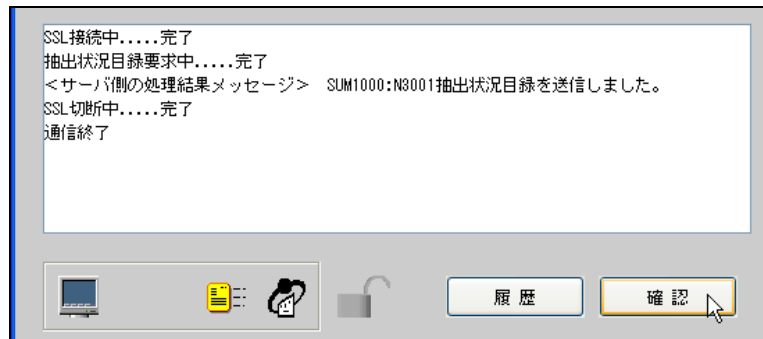 SSL接続中.....完了
抽出状況目録要求中.....完了
＜サーバ側の処理結果メッセージ＞　SUM1000:N3001抽出状況目録を送信しました。
SSL切断中.....完了
通信終了
履 歴
確 認